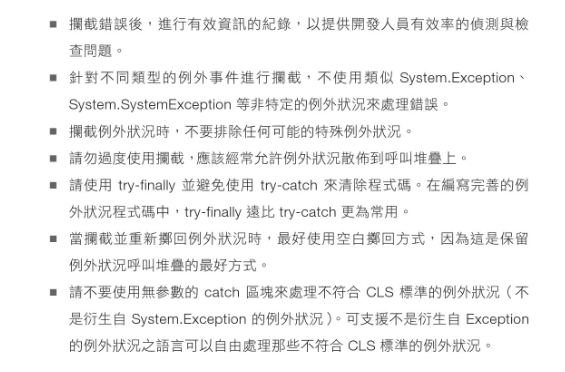 ■ 攔截錯誤後，進行有效資訊的紀錄，以提供開發人員有效率的偵測與檢
查問題。
■ 針對不同類型的例外事件進行攔截，不使用類似 System.Exception、
System.SystemException 等非特定的例外狀況來處理錯誤。
■ 攔截例外狀況時，不要排除任何可能的特殊例外狀況。
■ 請勿過度使用攔截，應該經常允許例外狀況散佈到呼叫堆疊上。
■ 請使用 try-finally 並避免使用 try-catch 來清除程式碼。在編寫完善的例
外狀況程式碼中，try-finally 遠比 try-catch 更為常用。
■ 當攔截並重新擲回例外狀況時，最好使用空白擲回方式，因為這是保留
例外狀況呼叫堆疊的最好方式。
■ 請不要使用無參數的 catch 區塊來處理不符合 CLS 標準的例外狀況（不
是衍生自 System.Exception 的例外狀況）。可支援不是衍生自 Exception
的例外狀況之語言可以自由處理那些不符合 CLS 標準的例外狀況。